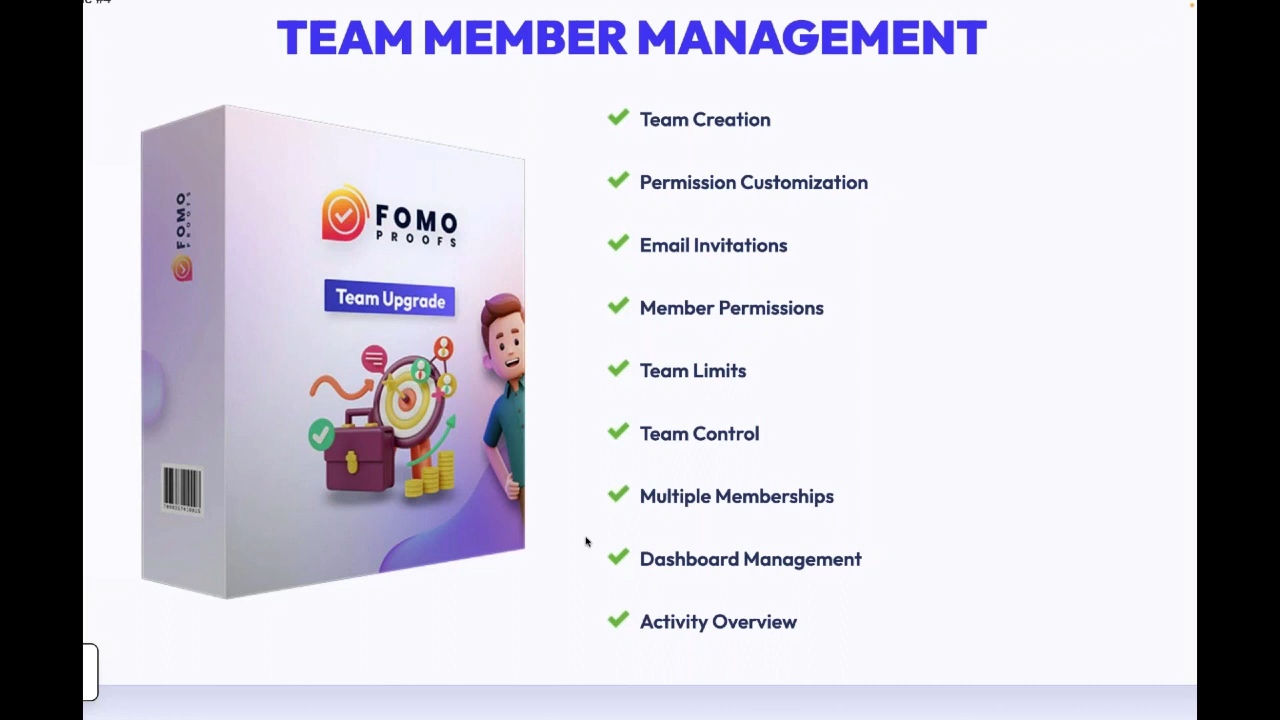 TEAM MEMBER MANAGEMENT
FOMO
PROOFS
FOMO
PROOFS
Team Upgrade
Team Creation
Permission Customization
Email Invitations
Member Permissions
Team Limits
Team Control
Multiple Memberships
Dashboard Management
Activity Overview